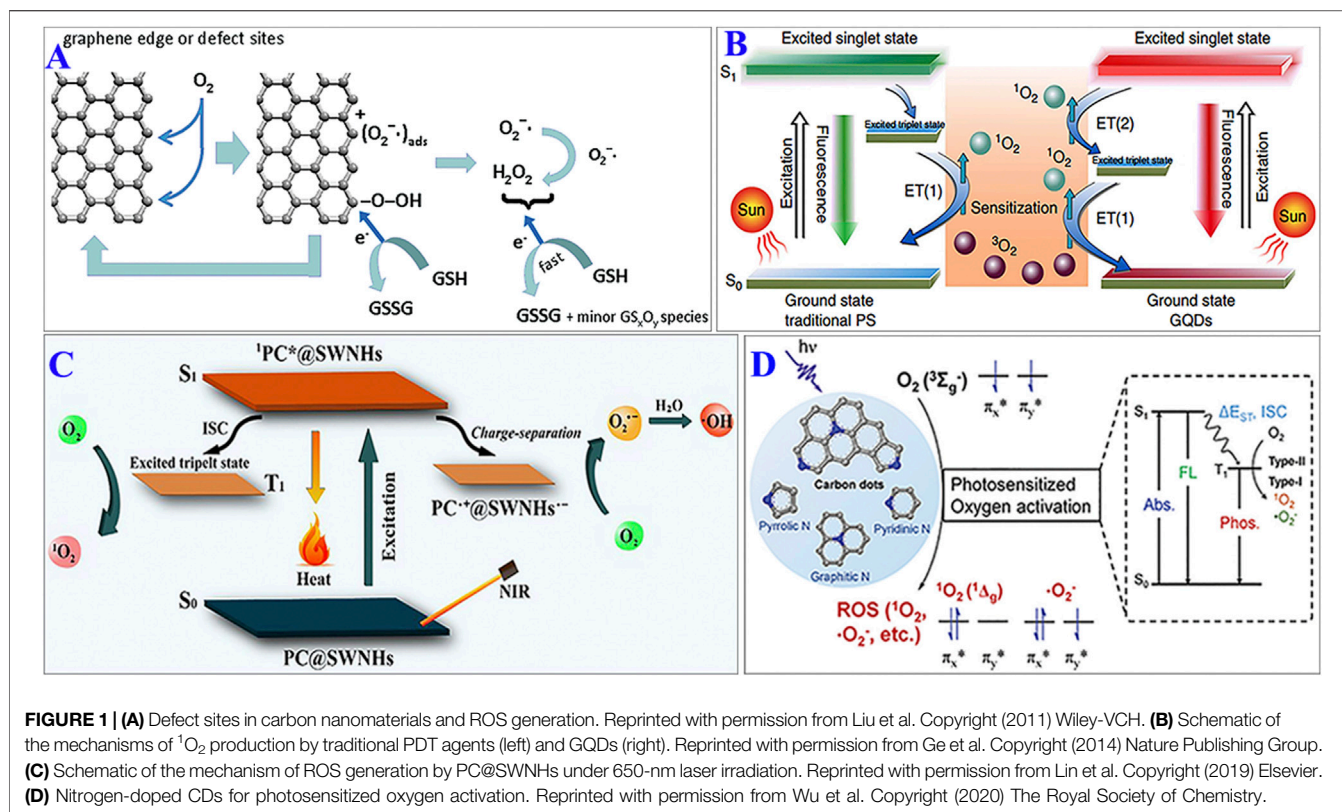 A
graphene edge or defect sites
O₂
+
(O₂⁻·)ads
–O–OH
e⁻
GSH
GSSG
O₂⁻·
O₂⁻·
H₂O₂
e⁻
fast
GSH
GSSG + minor GSₓOᵧ species
B
Excited singlet state
Excited singlet state
S₁
¹O₂
Excitation
Fluorescence
Excited triplet state
ET(2)
¹O₂
¹O₂
Excited triplet state
Fluorescence
Excitation
Sun
ET(1)
Sensitization
ET(1)
Sun
³O₂
S₀
Ground state
traditional PS
Ground state
GQDs
C
¹PC*@SWNHs
S₁
O₂
ISC
Charge-separation
O₂·⁻
H₂O
·OH
Excited tripelt state
T₁
PC·⁺@SWNHs·⁻
Excitation
¹O₂
Heat
O₂
NIR
S₀
PC@SWNHs
D
hν
O₂ (³Σg⁻)
πx* πy*
Carbon dots
Pyrrolic N
Pyridinic N
Graphitic N
Photosensitized
Oxygen activation
ROS (¹O₂,
·O₂⁻, etc.)
¹O₂ (¹Δg)
·O₂⁻
πx* πy* πx* πy*
S₁
ΔE_ST, ISC
O₂
T₁
Type-II
Type-I
¹O₂
·O₂⁻
Abs.
FL
Phos.
S₀
FIGURE 1 | (A) Defect sites in carbon nanomaterials and ROS generation. Reprinted with permission from Liu et al. Copyright (2011) Wiley-VCH. (B) Schematic of
the mechanisms of ¹O₂ production by traditional PDT agents (left) and GQDs (right). Reprinted with permission from Ge et al. Copyright (2014) Nature Publishing Group.
(C) Schematic of the mechanism of ROS generation by PC@SWNHs under 650-nm laser irradiation. Reprinted with permission from Lin et al. Copyright (2019) Elsevier.
(D) Nitrogen-doped CDs for photosensitized oxygen activation. Reprinted with permission from Wu et al. Copyright (2020) The Royal Society of Chemistry.